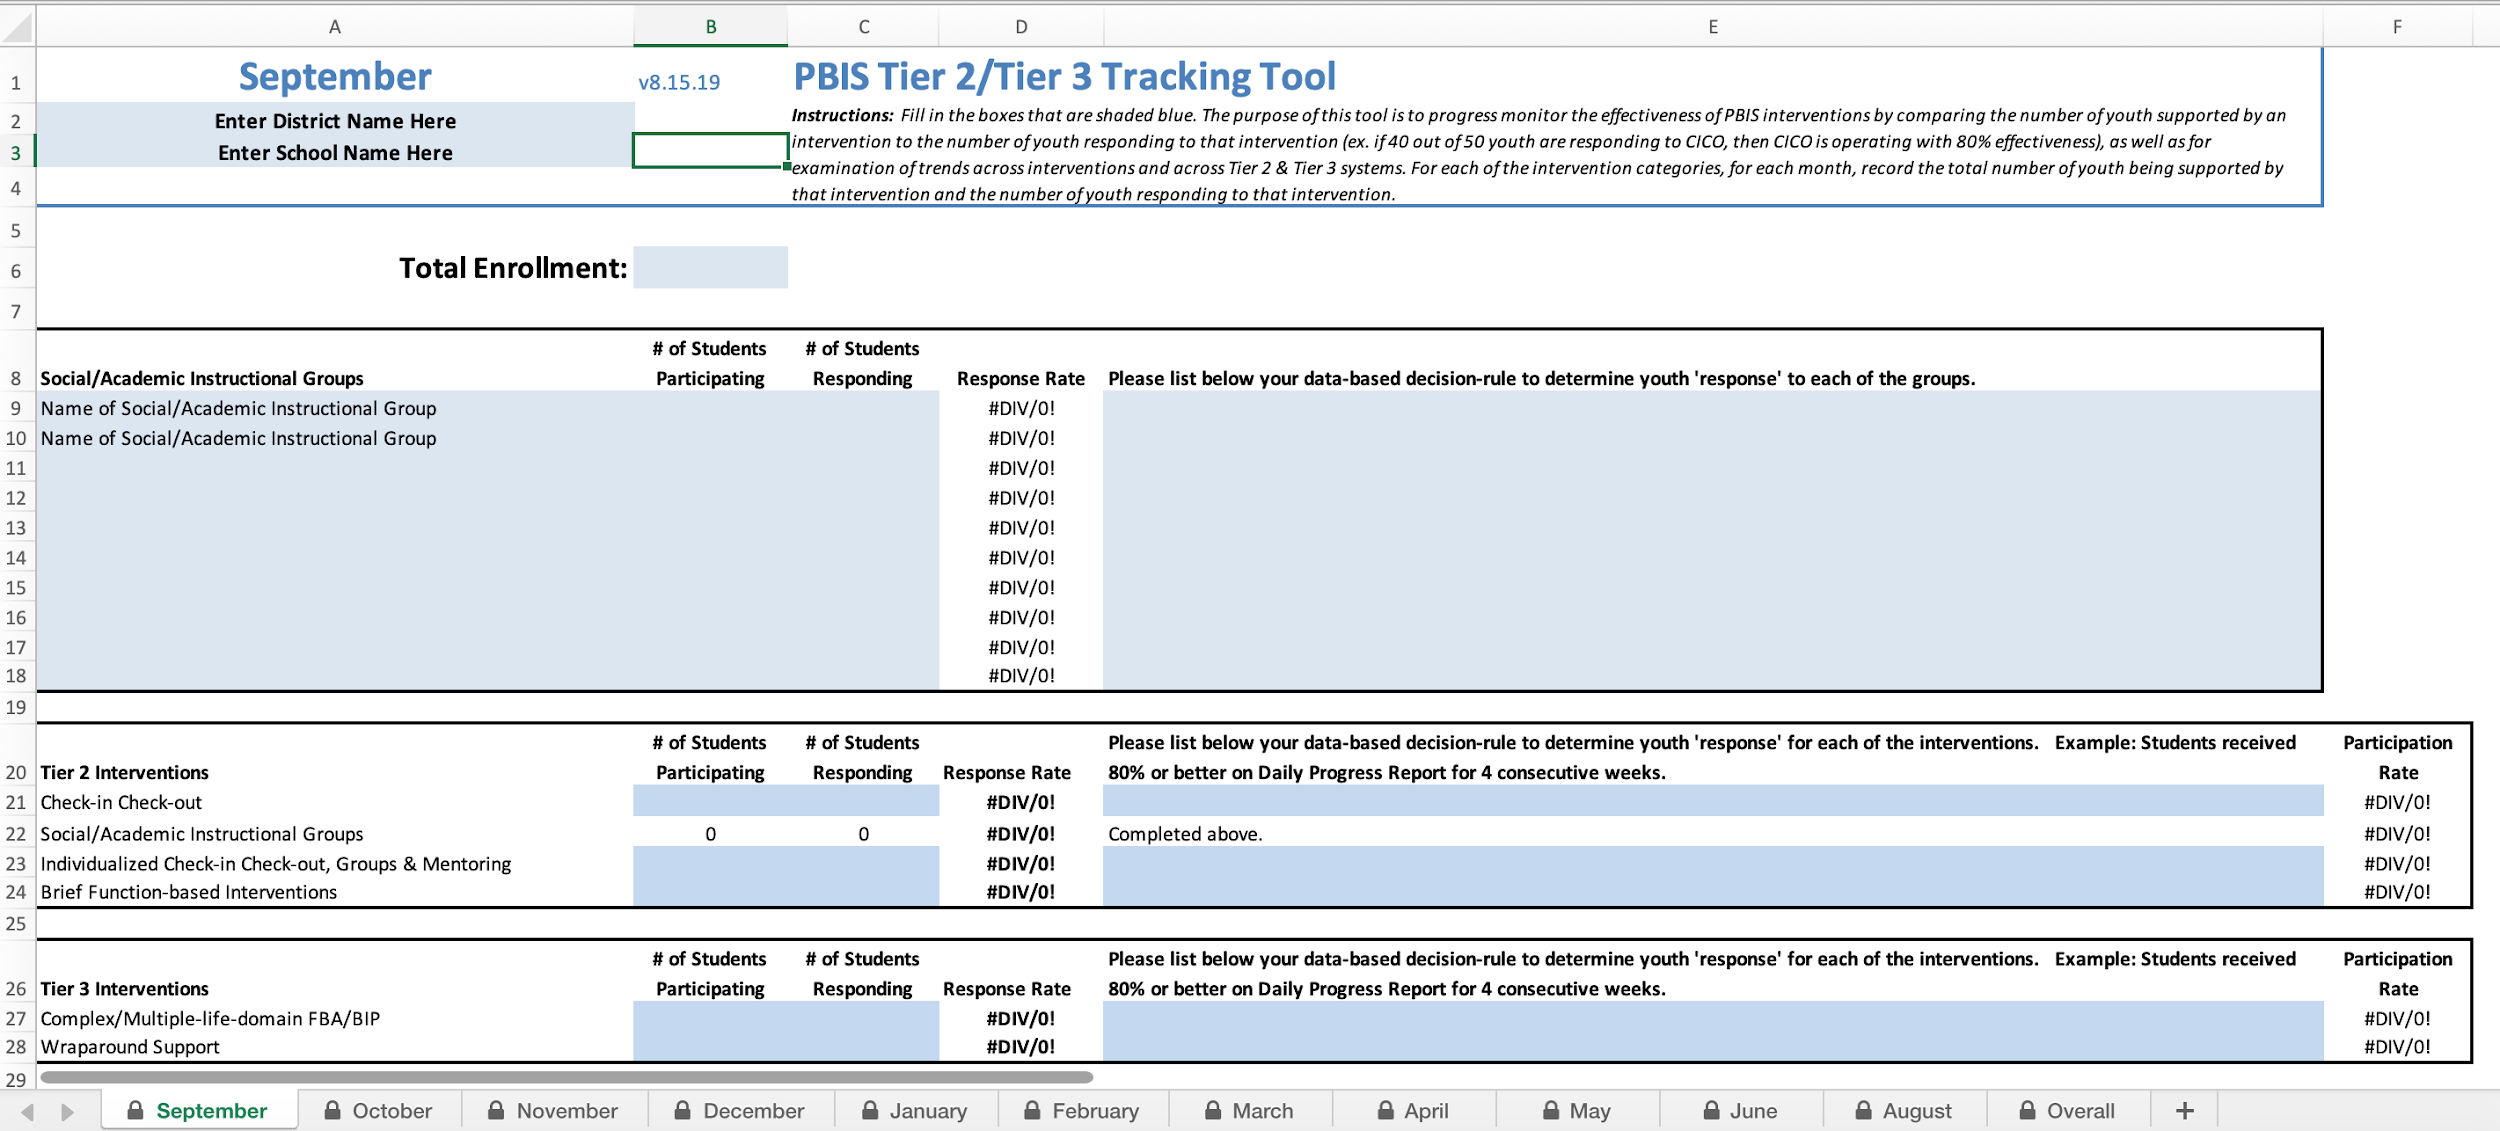 A B C D E F
1 September v8.15.19 PBIS Tier 2/Tier 3 Tracking Tool
2 Enter District Name Here
3 Enter School Name Here
4
Instructions: Fill in the boxes that are shaded blue. The purpose of this tool is to progress monitor the effectiveness of PBIS interventions by comparing the number of youth supported by an
intervention to the number of youth responding to that intervention (ex. if 40 out of 50 youth are responding to CICO, then CICO is operating with 80% effectiveness), as well as for
examination of trends across interventions and across Tier 2 & Tier 3 systems. For each of the intervention categories, for each month, record the total number of youth being supported by
that intervention and the number of youth responding to that intervention.
5
6 Total Enrollment:
7
# of Students # of Students
8 Social/Academic Instructional Groups Participating Responding Response Rate Please list below your data-based decision-rule to determine youth 'response' to each of the groups.
9 Name of Social/Academic Instructional Group #DIV/0!
10 Name of Social/Academic Instructional Group #DIV/0!
11 #DIV/0!
12 #DIV/0!
13 #DIV/0!
14 #DIV/0!
15 #DIV/0!
16 #DIV/0!
17 #DIV/0!
18 #DIV/0!
19
# of Students # of Students Please list below your data-based decision-rule to determine youth 'response' for each of the interventions. Example: Students received Participation
20 Tier 2 Interventions Participating Responding Response Rate 80% or better on Daily Progress Report for 4 consecutive weeks. Rate
21 Check-in Check-out #DIV/0! #DIV/0!
22 Social/Academic Instructional Groups 0 0 #DIV/0! Completed above. #DIV/0!
23 Individualized Check-in Check-out, Groups & Mentoring #DIV/0! #DIV/0!
24 Brief Function-based Interventions #DIV/0! #DIV/0!
25
# of Students # of Students Please list below your data-based decision-rule to determine youth 'response' for each of the interventions. Example: Students received Participation
26 Tier 3 Interventions Participating Responding Response Rate 80% or better on Daily Progress Report for 4 consecutive weeks. Rate
27 Complex/Multiple-life-domain FBA/BIP #DIV/0! #DIV/0!
28 Wraparound Support #DIV/0! #DIV/0!
29
September October November December January February March April May June August Overall +